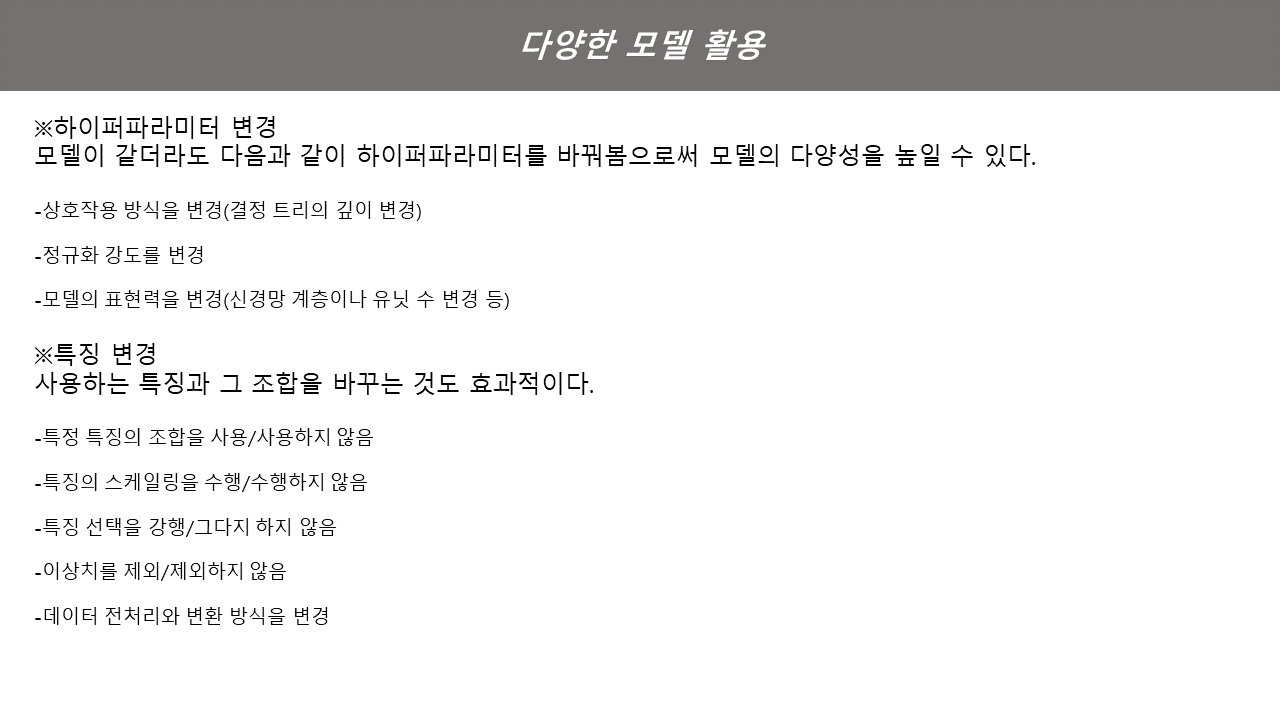 다양한 모델 활용
※하이퍼파라미터 변경
모델이 같더라도 다음과 같이 하이퍼파라미터를 바꿔봄으로써 모델의 다양성을 높일 수 있다.
-상호작용 방식을 변경(결정 트리의 깊이 변경)
-정규화 강도를 변경
-모델의 표현력을 변경(신경망 계층이나 유닛 수 변경 등)
※특징 변경
사용하는 특징과 그 조합을 바꾸는 것도 효과적이다.
-특정 특징의 조합을 사용/사용하지 않음
-특징의 스케일링을 수행/수행하지 않음
-특징 선택을 강행/그다지 하지 않음
-이상치를 제외/제외하지 않음
-데이터 전처리와 변환 방식을 변경